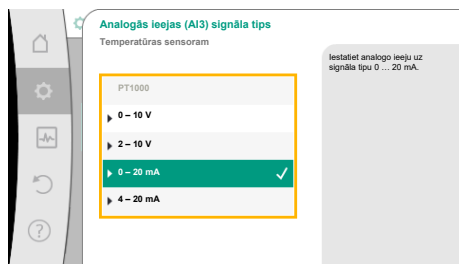 Analogās ieejas (AI3) signāla tips
Temperatūras sensoram
Iestatiet analogo ieeju uz
signāla tipu 0 … 20 mA.
PT1000
0 – 10 V
2 – 10 V
0 – 20 mA
4 – 20 mA
?